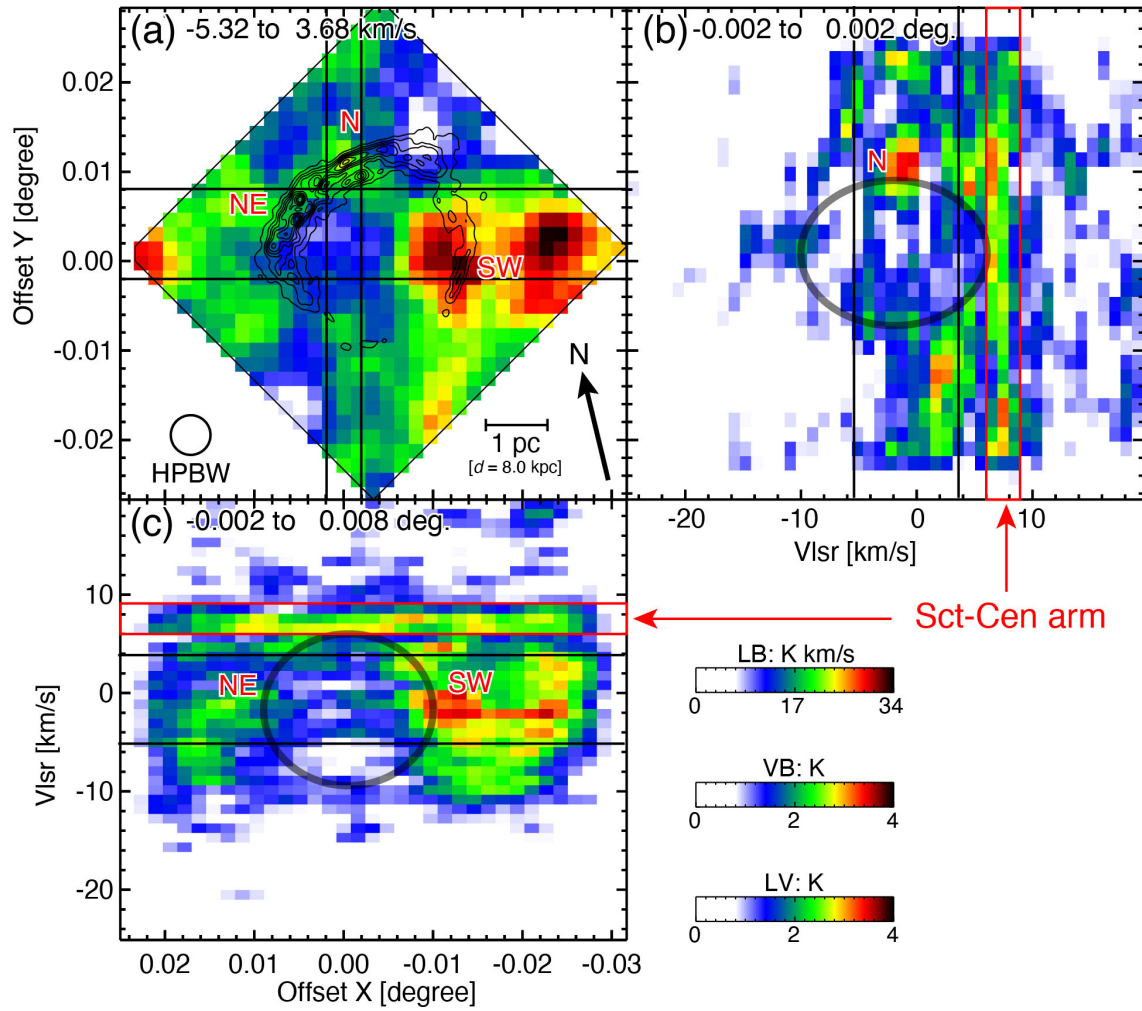 (a) -5.32 to 3.68 km/s
(b) -0.002 to 0.002 deg.
0.02
0.01
0.00
-0.01
-0.02
Offset Y [degree]
N
NE
SW
N
1 pc
[d = 8.0 kpc]
HPBW
N
-20
-10
0
10
Vlsr [km/s]
(c) -0.002 to 0.008 deg.
10
0
-10
-20
Vlsr [km/s]
NE
SW
0.02
0.01
0.00
-0.01
-0.02
-0.03
Offset X [degree]
Sct-Cen arm
LB: K km/s
0 17 34
VB: K
0 2 4
LV: K
0 2 4